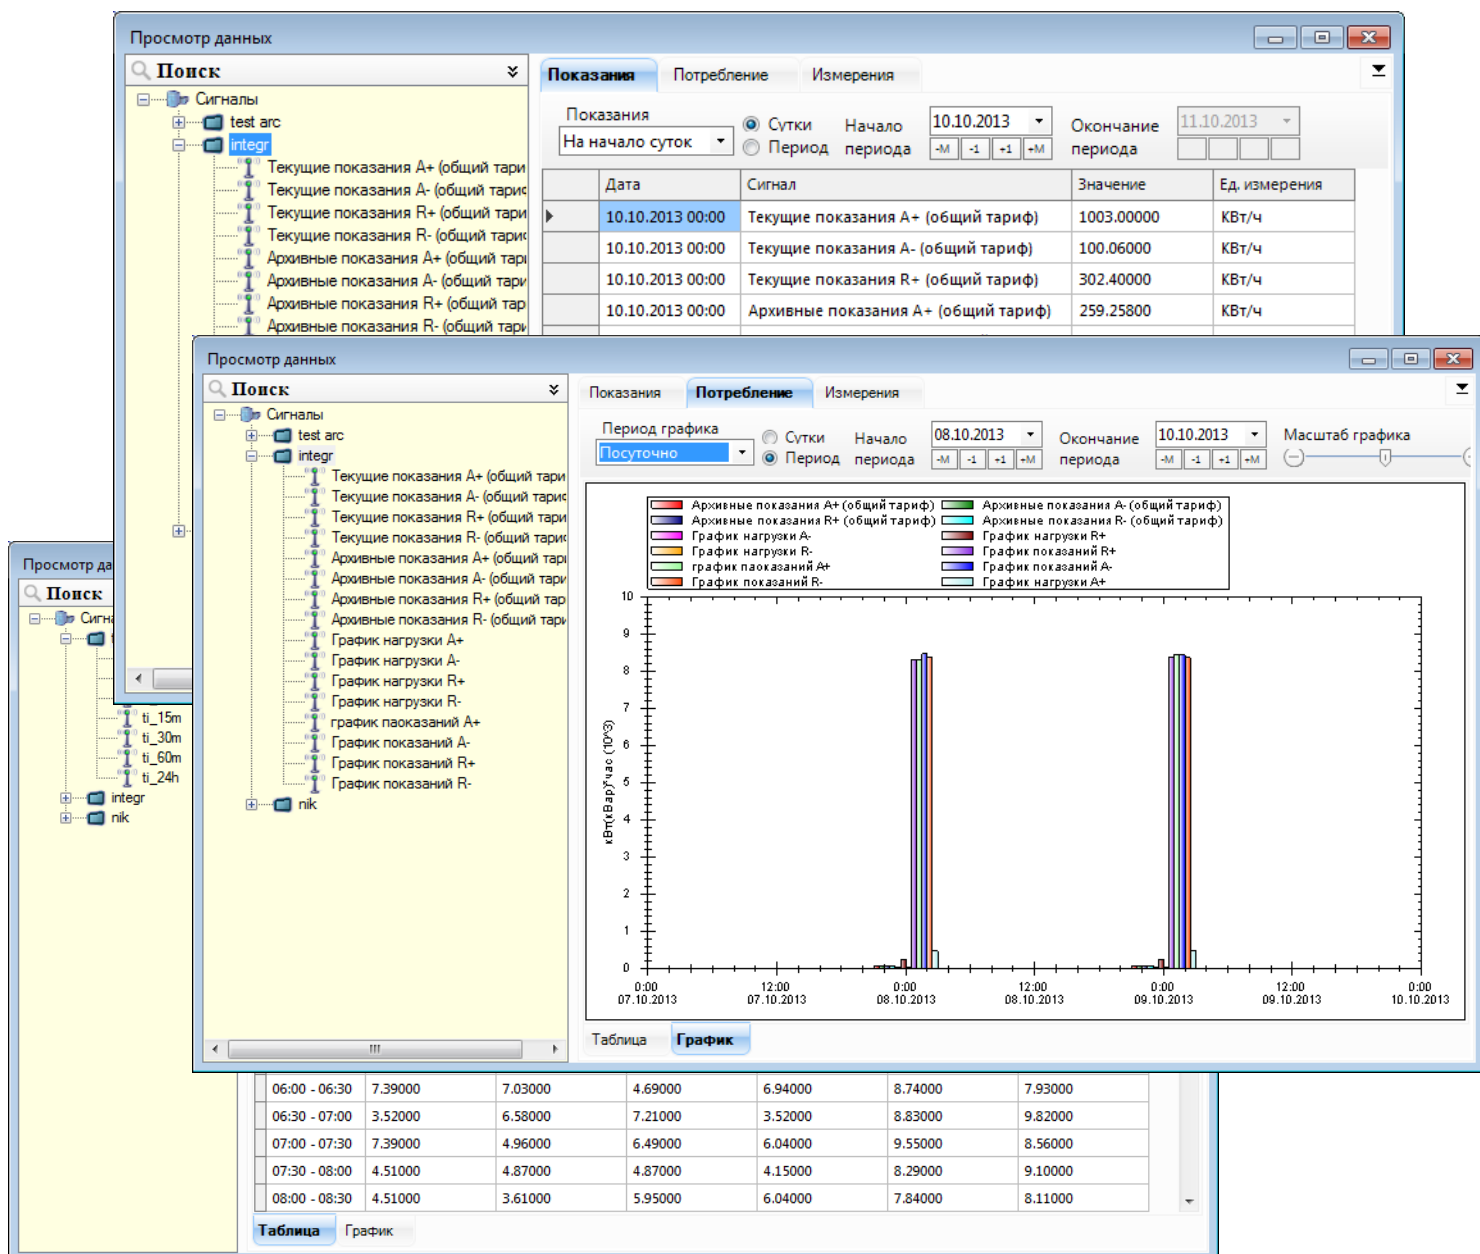 Просмотр данных
Поиск
Сигналы
test arc
integr
Текущие показания A+ (общий тари
Текущие показания A- (общий тариф
Текущие показания R+ (общий тари
Текущие показания R- (общий тариф
Архивные показания A+ (общий тари
Архивные показания A- (общий тари
Архивные показания R+ (общий тар
Архивные показания R- (общий тари
Показания Потребление Измерения
Показания
На начало суток
Сутки
Период
Начало периода
10.10.2013
-M -1 +1 +M
Окончание периода
11.10.2013
Дата Сигнал Значение Ед. измерения
10.10.2013 00:00 Текущие показания A+ (общий тариф) 1003.00000 КВт/ч
10.10.2013 00:00 Текущие показания A- (общий тариф) 100.06000 КВт/ч
10.10.2013 00:00 Текущие показания R+ (общий тариф) 302.40000 КВт/ч
10.10.2013 00:00 Архивные показания A+ (общий тариф) 259.25800 КВт/ч
Просмотр данных
Поиск
Сигналы
test arc
integr
Текущие показания A+ (общий тари
Текущие показания A- (общий тариф
Текущие показания R+ (общий тари
Текущие показания R- (общий тариф
Архивные показания A+ (общий тари
Архивные показания A- (общий тари
Архивные показания R+ (общий тар
Архивные показания R- (общий тари
График нагрузки A+
График нагрузки A-
График нагрузки R+
График нагрузки R-
график паоказаний A+
График показаний A-
График показаний R+
График показаний R-
nik
Показания Потребление Измерения
Период графика
Посуточно
Сутки
Период
Начало периода
08.10.2013
-M -1 +1 +M
Окончание периода
10.10.2013
-M -1 +1 +M
Масштаб графика
Архивные показания A+ (общий тариф) Архивные показания A- (общий тариф)
Архивные показания R+ (общий тариф) Архивные показания R- (общий тариф)
График нагрузки A- График нагрузки R+
График нагрузки R- График показаний R+
график паоказаний A+ График показаний A-
График показаний R- График нагрузки A+
кВт(кВар)*час (10^3)
10
9
8
7
6
5
4
3
2
1
0
0:00 12:00 0:00 12:00 0:00 12:00 0:00
07.10.2013 07.10.2013 08.10.2013 08.10.2013 09.10.2013 09.10.2013 10.10.2013
Таблица График
Просмотр да
Поиск
Сигна
ti_15m
ti_30m
ti_60m
ti_24h
integr
nik
06:00 - 06:30 7.39000 7.03000 4.69000 6.94000 8.74000 7.93000
06:30 - 07:00 3.52000 6.58000 7.21000 3.52000 8.83000 9.82000
07:00 - 07:30 7.39000 4.96000 6.49000 6.04000 9.55000 8.56000
07:30 - 08:00 4.51000 4.87000 4.87000 4.15000 8.29000 9.10000
08:00 - 08:30 4.51000 3.61000 5.95000 6.04000 7.84000 8.11000
Таблица График